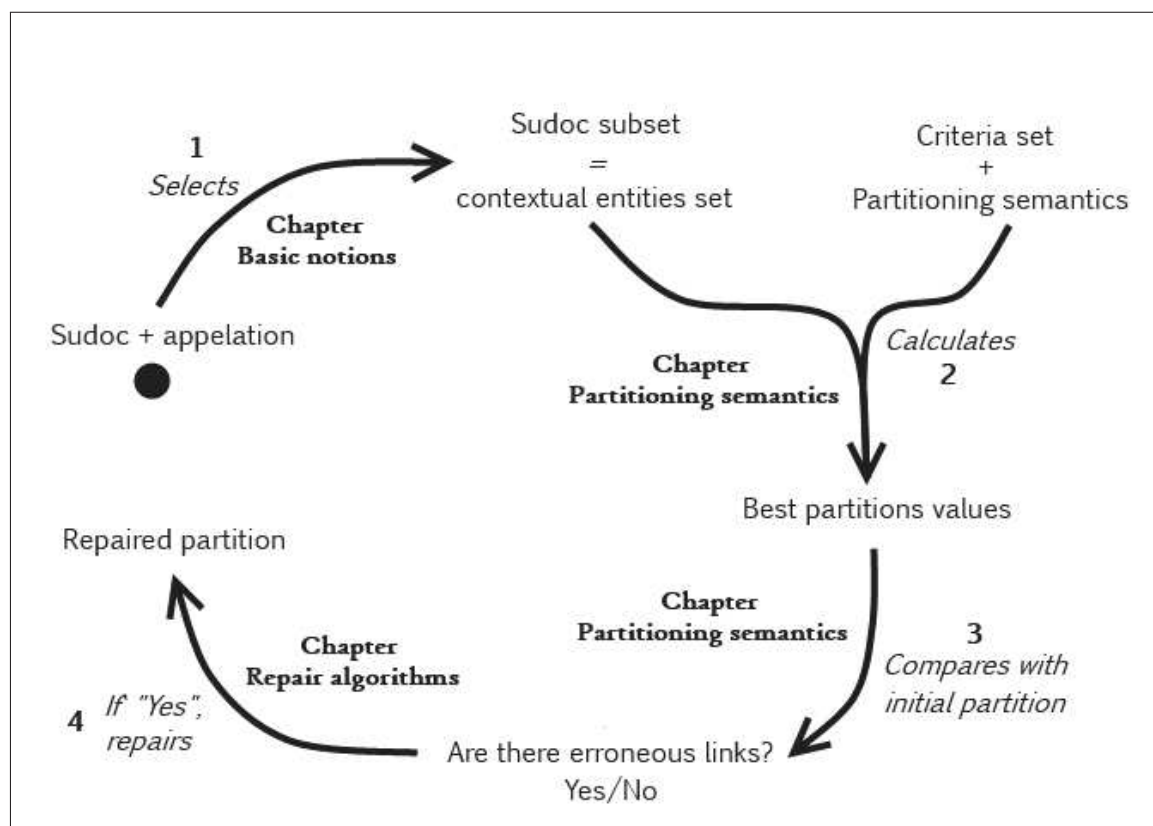 1
Selects
Chapter
Basic notions
Sudoc + appelation
Sudoc subset
=
contextual entities set
Criteria set
+
Partitioning semantics
Calculates
2
Chapter
Partitioning semantics
Best partitions values
Chapter
Partitioning semantics
3
Compares with
initial partition
Are there erroneous links?
Yes/No
Chapter
Repair algorithms
4
If "Yes",
repairs
Repaired partition